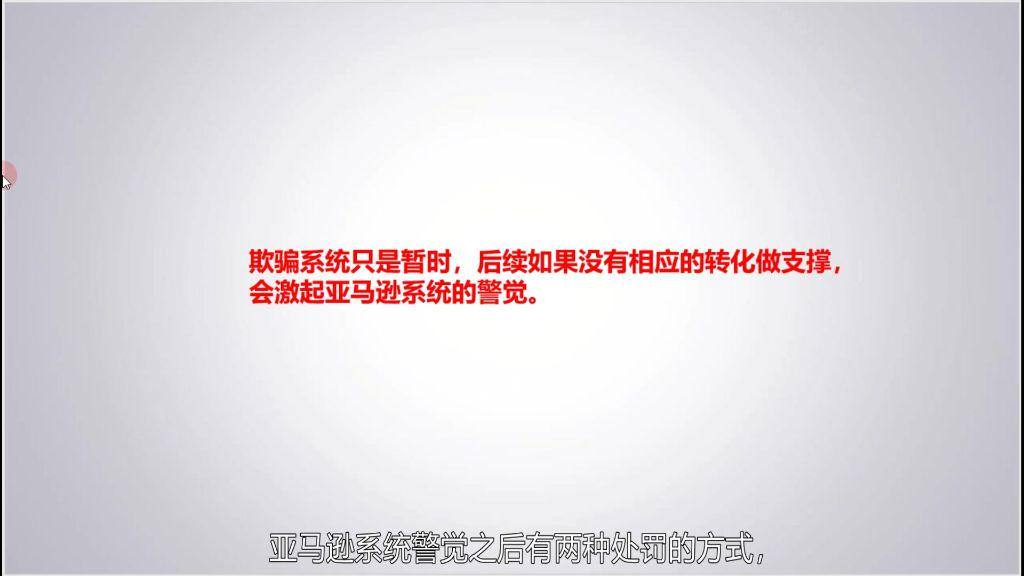 欺骗系统只是暂时，后续如果没有相应的转化做支撑，
会激起亚马逊系统的警觉。
亚马逊系统警觉之后有两种处罚的方式，